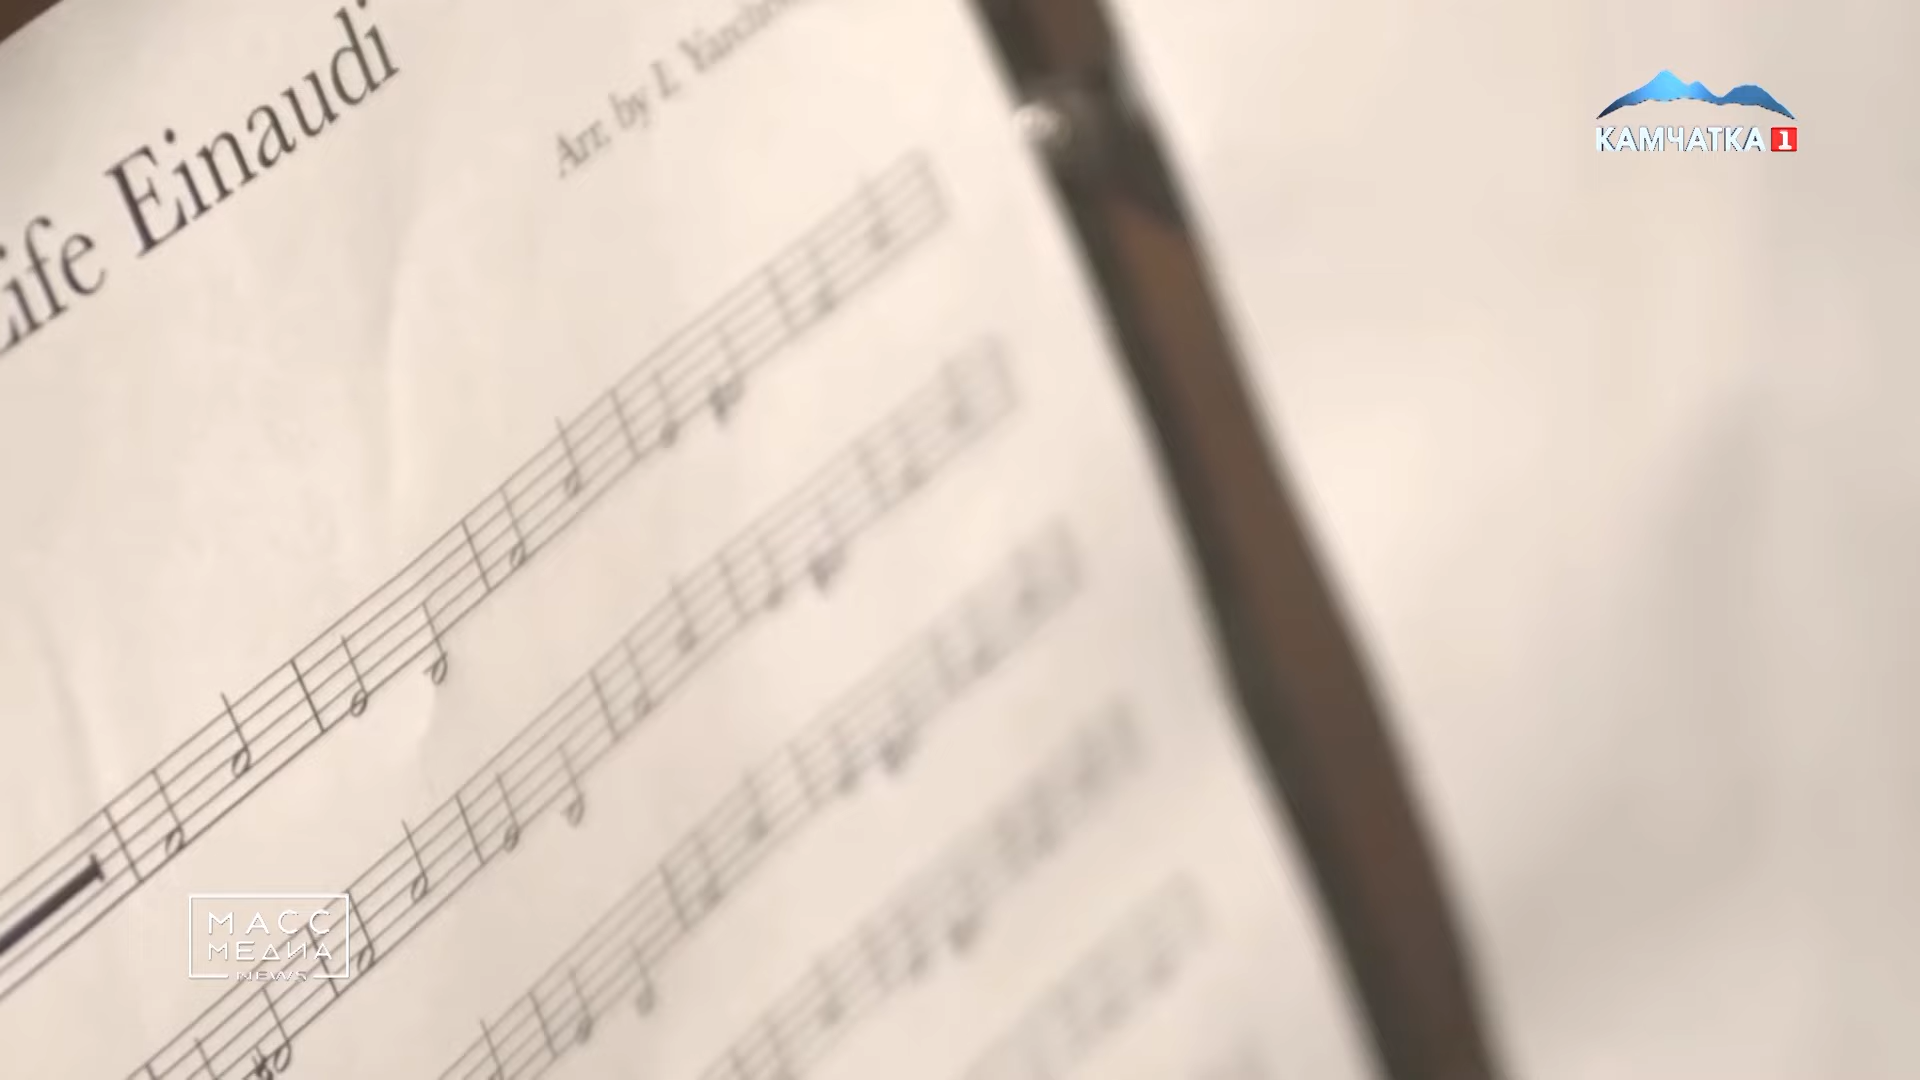 Life Einaudi
Arr. by I.
КАМЧАТКА 1
МАСС
МЕДИА
NEWS